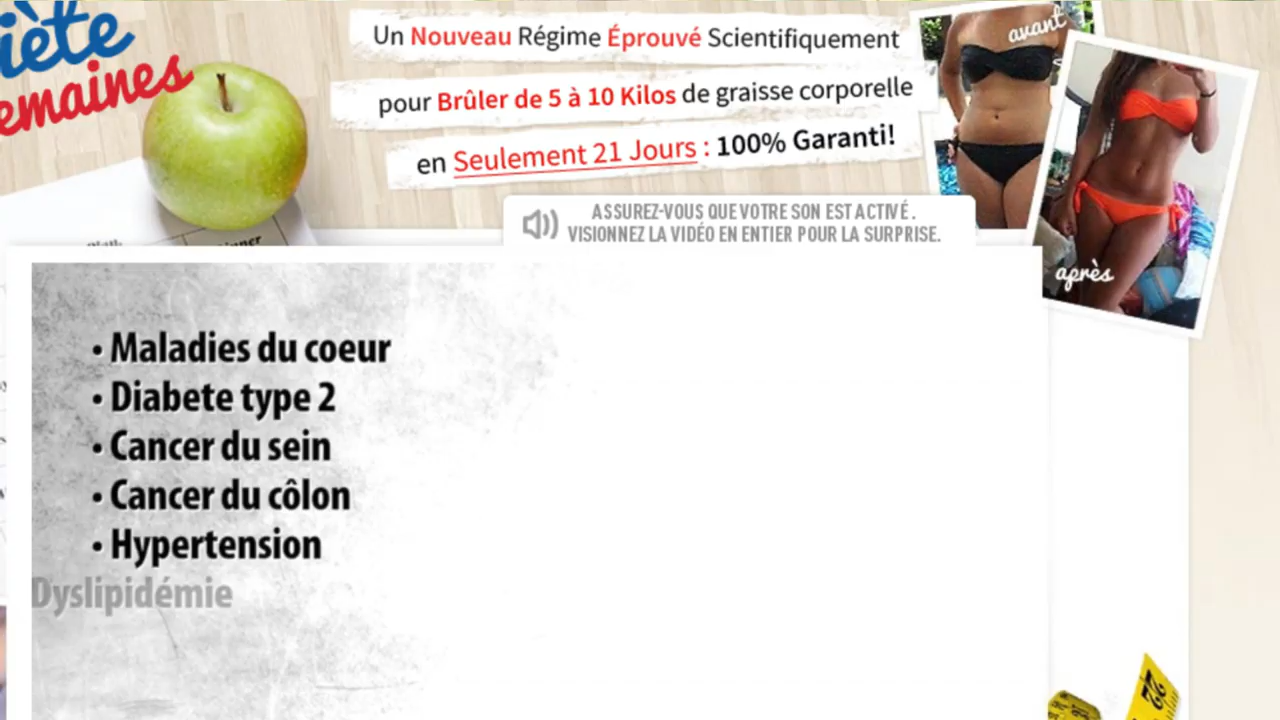 iète
emaines
Un Nouveau Régime Éprouvé Scientifiquement
pour Brûler de 5 à 10 Kilos de graisse corporelle
en Seulement 21 Jours : 100% Garanti!
avant
après
ASSUREZ-VOUS QUE VOTRE SON EST ACTIVÉ.
VISIONNEZ LA VIDÉO EN ENTIER POUR LA SURPRISE.
• Maladies du coeur
• Diabete type 2
• Cancer du sein
• Cancer du côlon
• Hypertension
Dyslipidémie
22